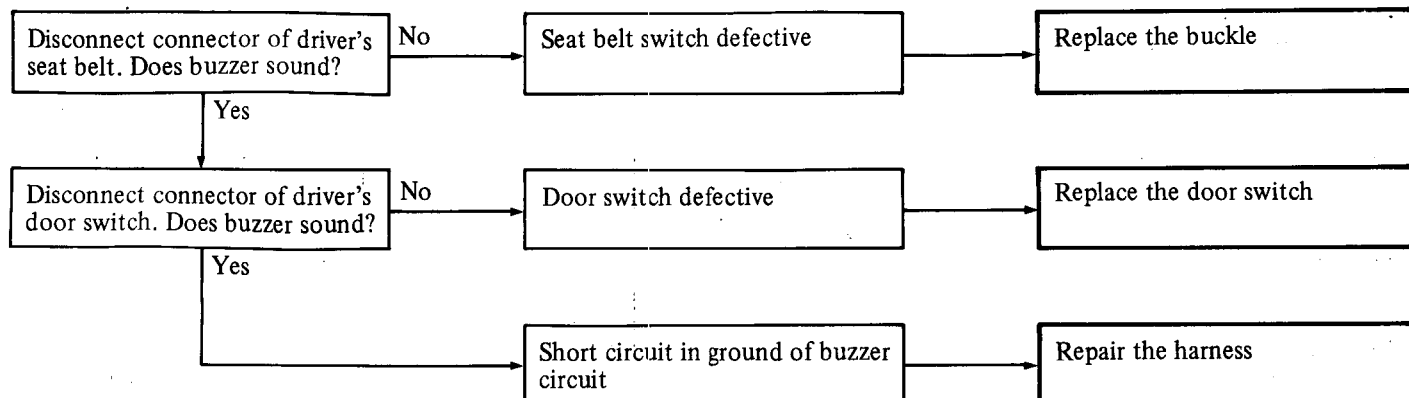 Disconnect connector of driver's
seat belt. Does buzzer sound?
No
Seat belt switch defective
Replace the buckle
Yes
Disconnect connector of driver's
door switch. Does buzzer sound?
No
Door switch defective
Replace the door switch
Yes
Short circuit in ground of buzzer
circuit
Repair the harness